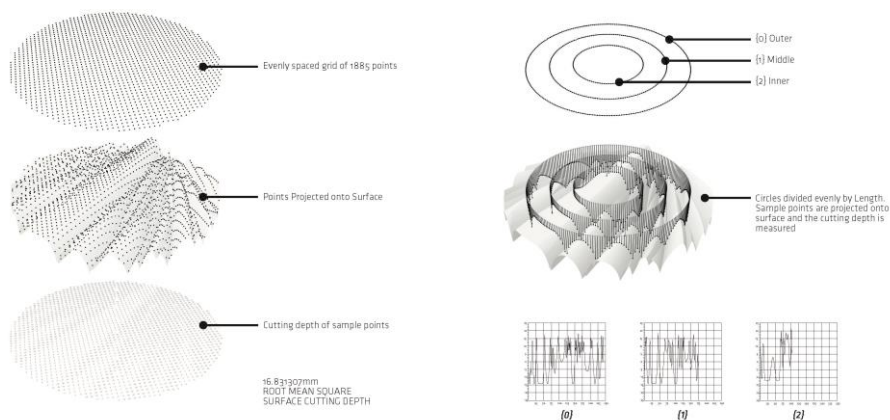 Evenly spaced grid of 1885 points
Points Projected onto Surface
Cutting depth of sample points
16.831307mm
ROOT MEAN SQUARE
SURFACE CUTTING DEPTH
{0} Outer
{1} Middle
{2} Inner
Circles divided evenly by Length.
Sample points are projected onto
surface and the cutting depth is
measured
{0}
{1}
{2}